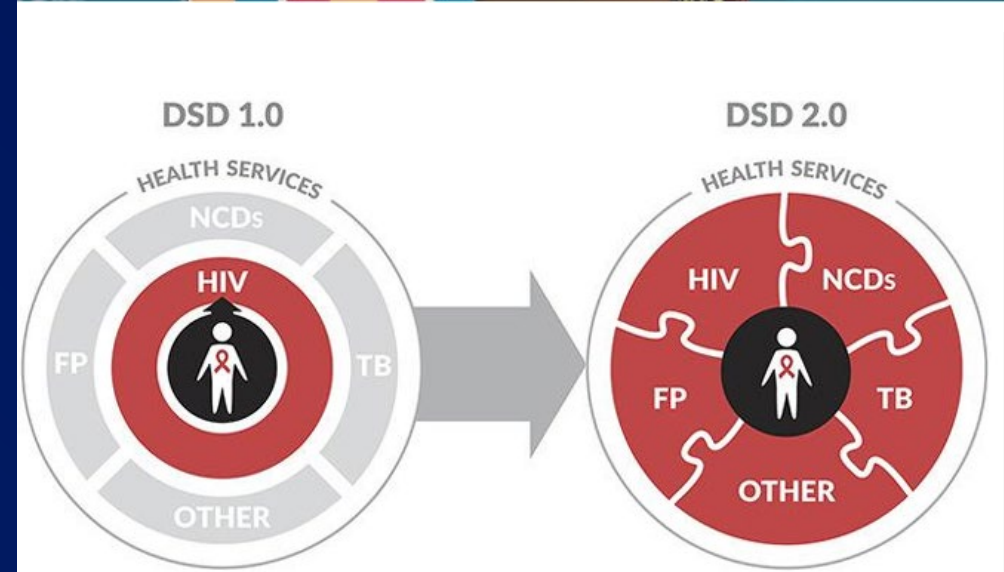 DSD 1.0
HEALTH SERVICES
NCDs
HIV
FP
TB
OTHER
DSD 2.0
HEALTH SERVICES
HIV
NCDs
FP
TB
OTHER